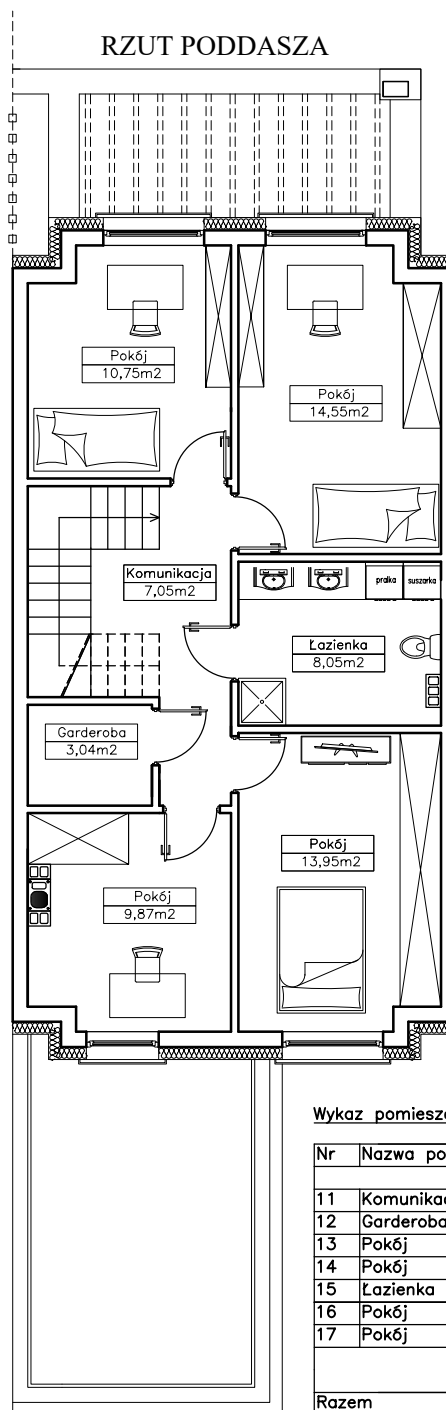 RZUT PODDASZA
Pokój
10,75m2
Pokój
14,55m2
Komunikacja
7,05m2
pralka
suszarka
Łazienka
8,05m2
Garderoba
3,04m2
Pokój
13,95m2
Pokój
9,87m2
Wykaz
Nr Nazwa
11
12 Garderoba
13 Pokój
14 Pokój
15 Łazienka
16 Pokój
17 Pokój
Razem